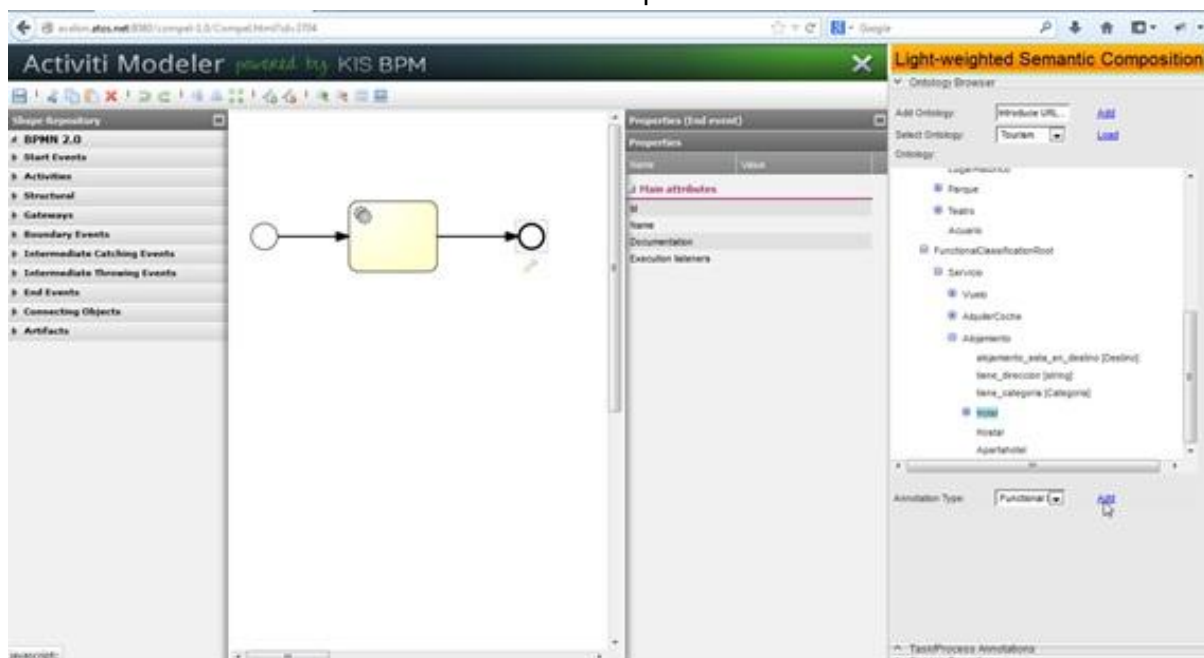 Activiti Modeler powered by KIS BPM
Shape Repository
BPMN 2.0
Start Events
Activities
Structural
Gateways
Boundary Events
Intermediate Catching Events
Intermediate Throwing Events
End Events
Connecting Objects
Artifacts
Properties (End event)
Properties
Name Value
Main attributes
Id
Name
Documentation
Execution listeners
Light-weighted Semantic Composition
Ontology Browser
Add Ontology: Introduce URL... Add
Select Ontology: Tourism Load
Ontology:
Parque
Teatro
Acuario
FunctionalClassificationRoot
Servicio
Vuelo
AlquilerCoche
Alojamiento
alojamiento_esta_en_destino [Destino]
tiene_direccion [string]
tiene_categoria [Categoria]
Hotel
Hostal
Apartahotel
Annotation Type: Functional Add
Task/Process Annotations